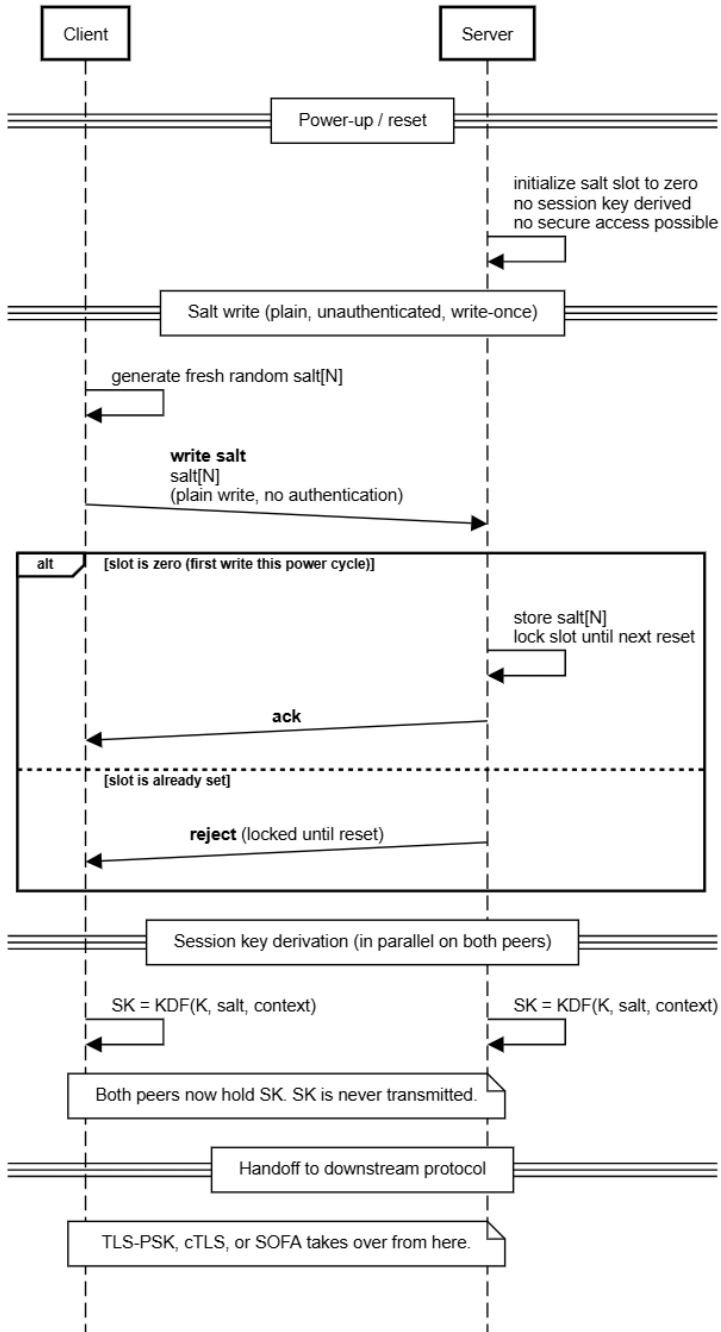 Client
Server
Power-up / reset
initialize salt slot to zero
no session key derived
no secure access possible
Salt write (plain, unauthenticated, write-once)
generate fresh random salt[N]
write salt
salt[N]
(plain write, no authentication)
alt
[slot is zero (first write this power cycle)]
store salt[N]
lock slot until next reset
ack
[slot is already set]
reject (locked until reset)
Session key derivation (in parallel on both peers)
SK = KDF(K, salt, context)
SK = KDF(K, salt, context)
Both peers now hold SK. SK is never transmitted.
Handoff to downstream protocol
TLS-PSK, cTLS, or SOFA takes over from here.